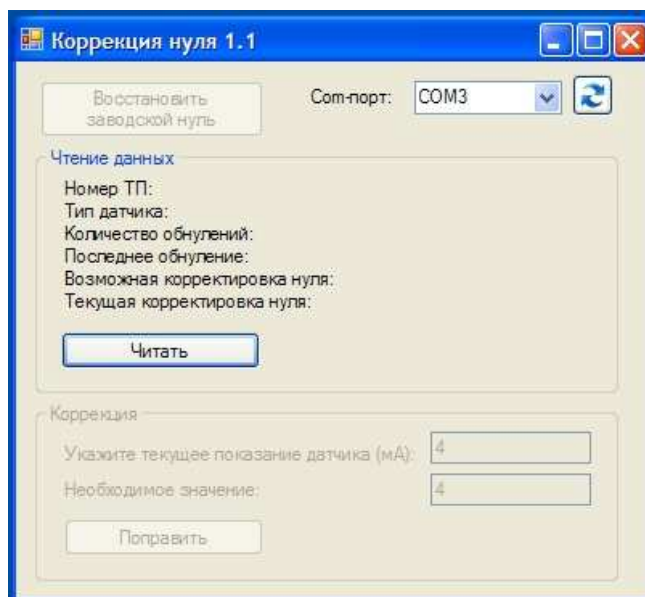 Коррекция нуля 1.1
Восстановить
заводской нуль
Com-порт:
COM3
Чтение данных
Номер ТП:
Тип датчика:
Количество обнулений:
Последнее обнуление:
Возможная корректировка нуля:
Текущая корректировка нуля:
Читать
Коррекция
Укажите текущее показание датчика (мА):
4
Необходимое значение:
4
Поправить